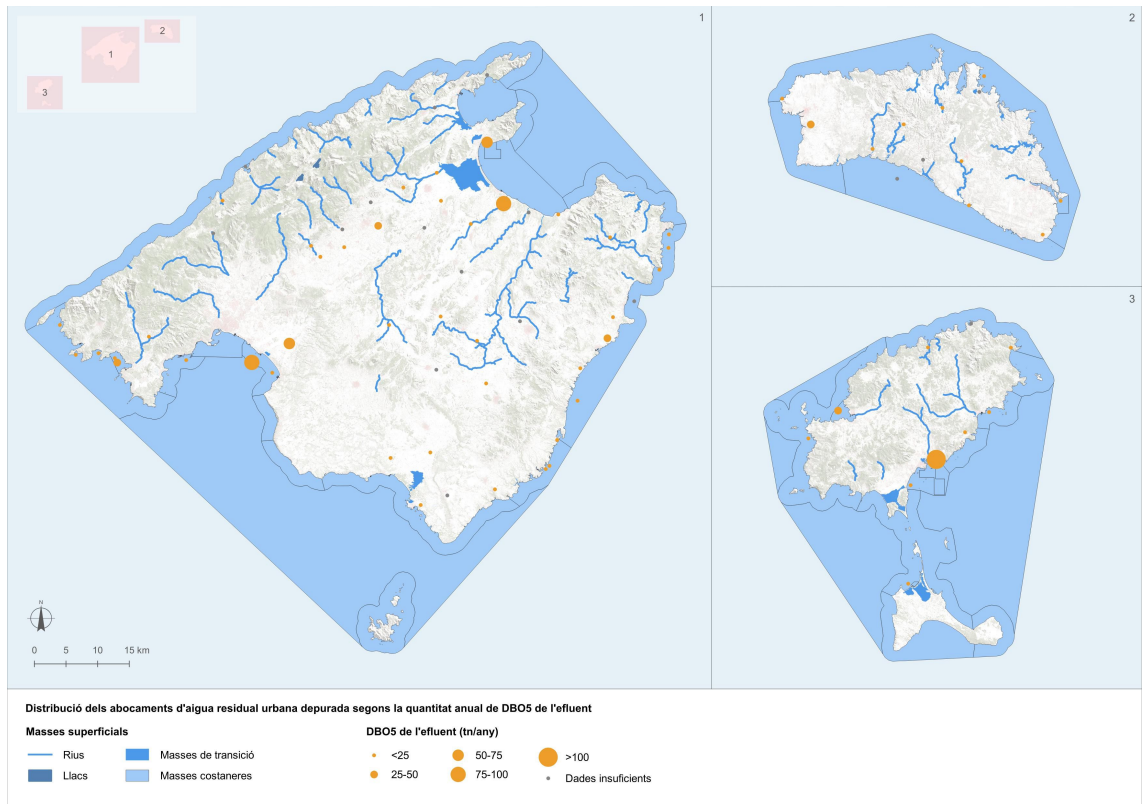 1
2
3
1
2
3
N
0 5 10 15 km
Distribució dels abocaments d'aigua residual urbana depurada segons la quantitat anual de DBO5 de l'efluent
Masses superficials
Rius
Llacs
Masses de transició
Masses costaneres
DBO5 de l'efluent (tn/any)
<25
25-50
50-75
75-100
>100
Dades insuficients